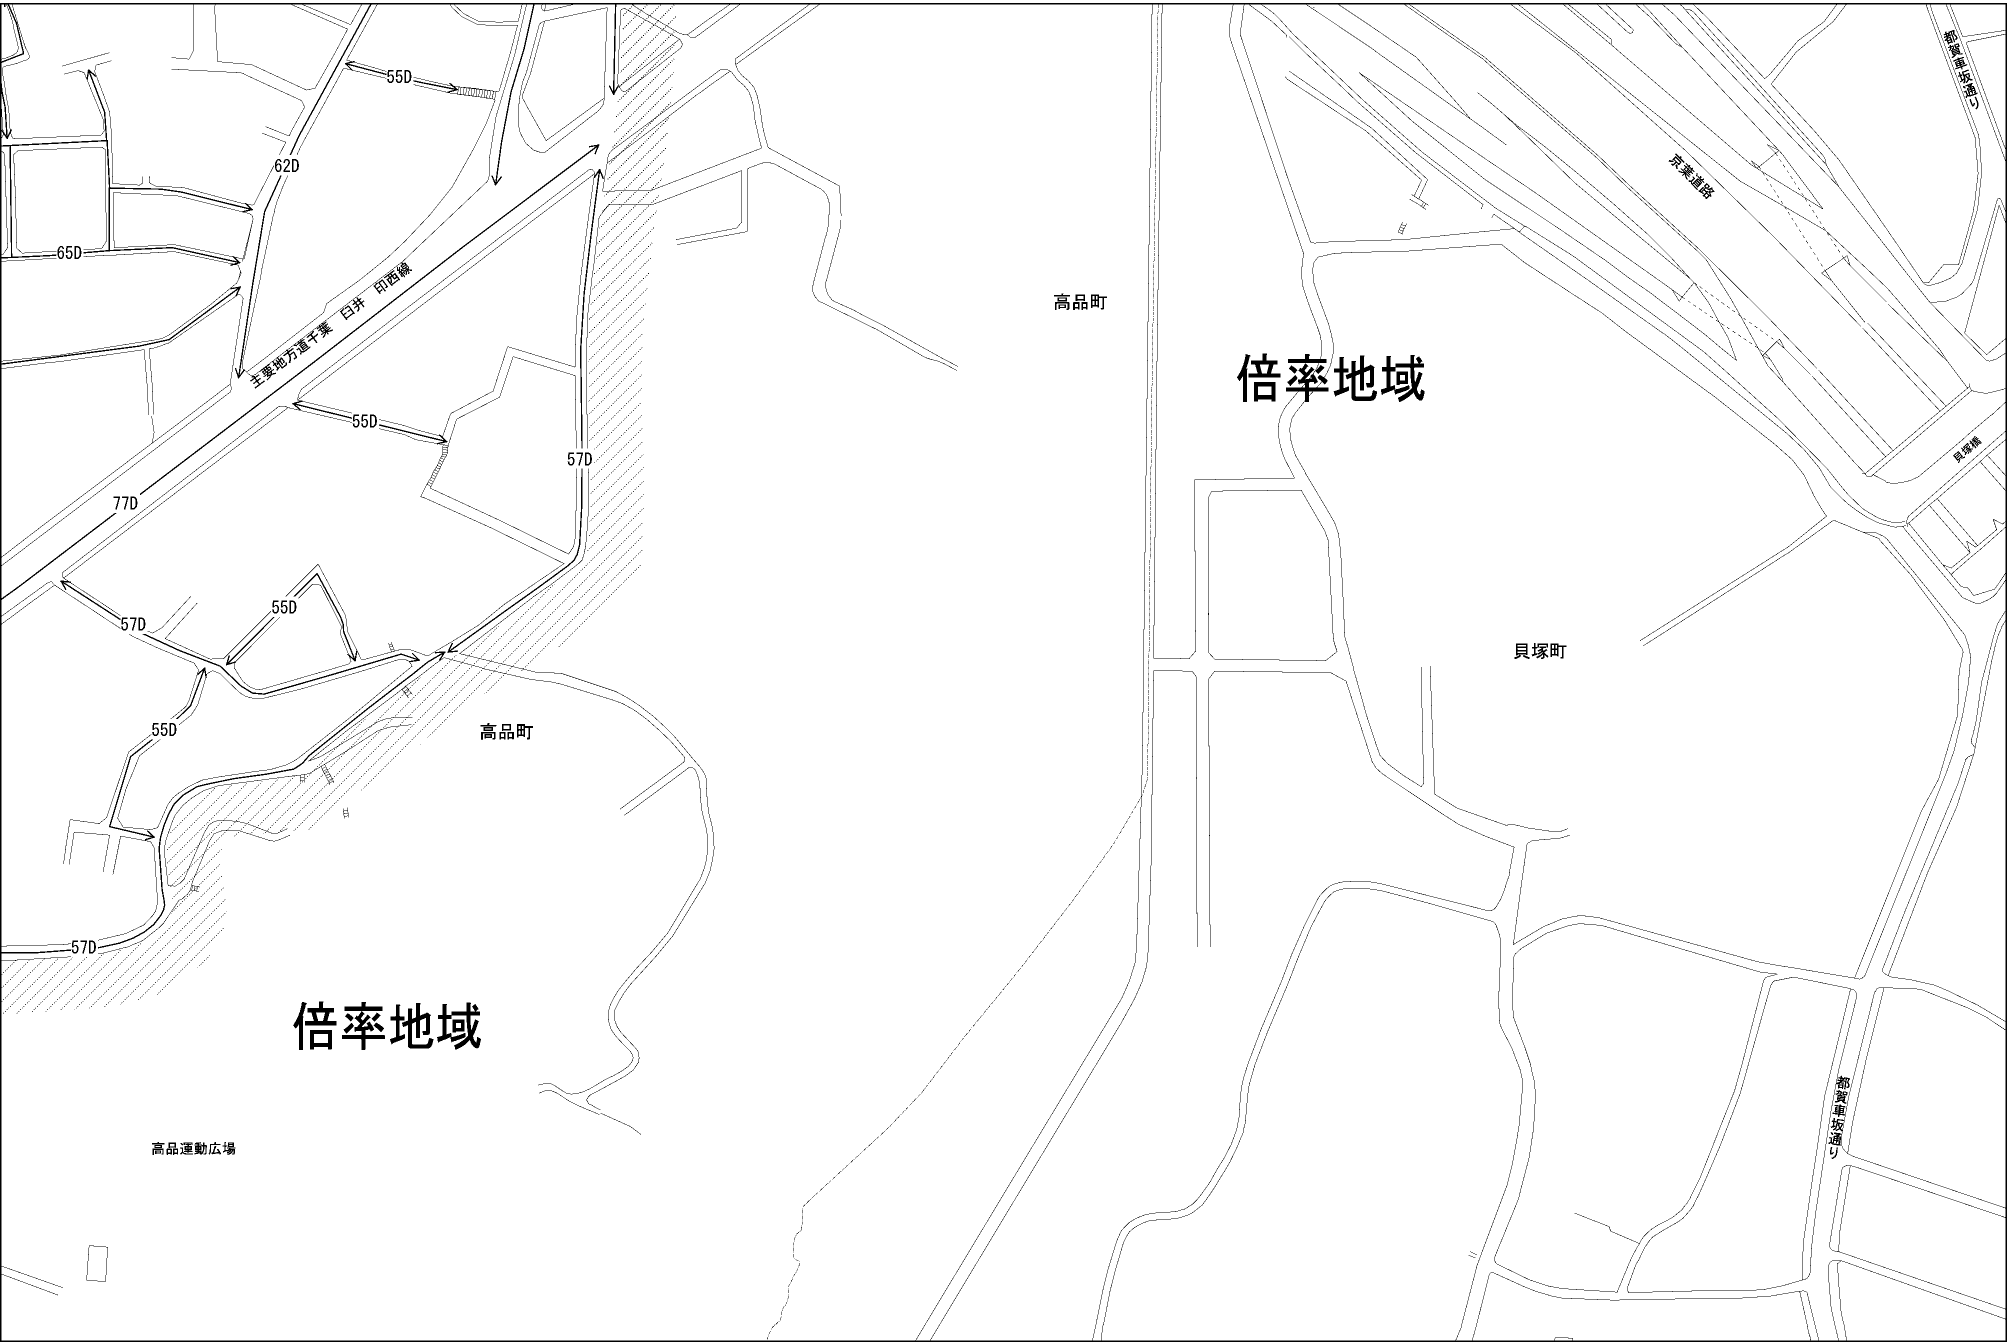 都賀車坂通り
55D
62D
京葉道路
65D
主要地方道千葉 臼井 印西線
高品町
倍率地域
55D
貝塚橋
57D
77D
55D
57D
貝塚町
55D
高品町
57D
倍率地域
都賀車坂通り
高品運動広場